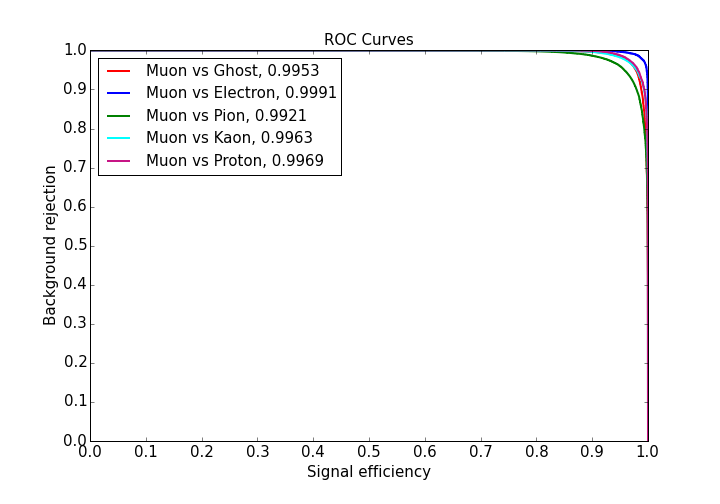 ROC Curves
1.0
0.9
0.8
0.7
0.6
0.5
0.4
0.3
0.2
0.1
0.0
Background rejection
Muon vs Ghost, 0.9953
Muon vs Electron, 0.9991
Muon vs Pion, 0.9921
Muon vs Kaon, 0.9963
Muon vs Proton, 0.9969
0.0 0.1 0.2 0.3 0.4 0.5 0.6 0.7 0.8 0.9 1.0
Signal efficiency